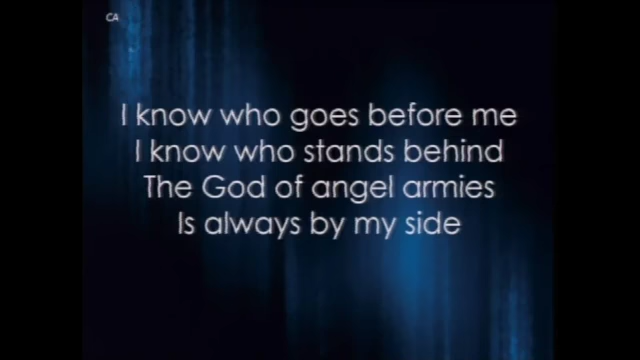 CA
I know who goes before me
I know who stands behind
The God of angel armies
Is always by my side